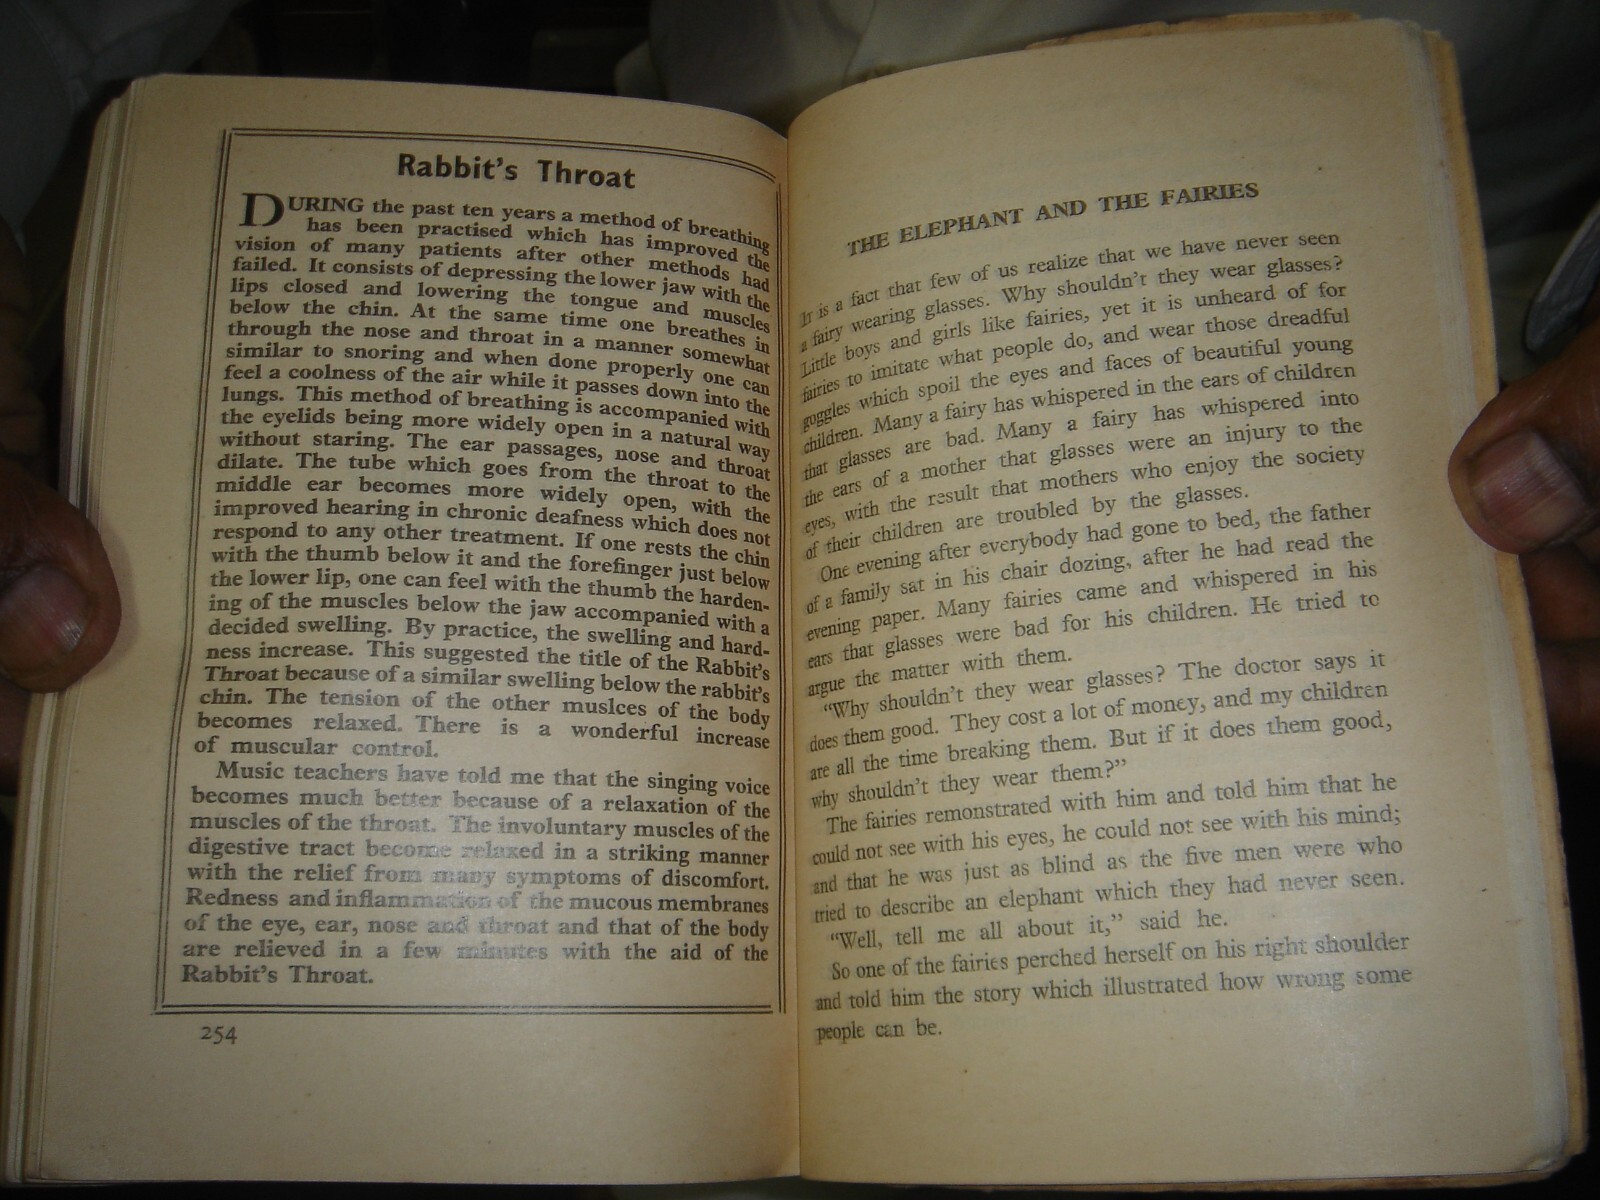 Rabbit's Throat
DURING the past ten years a method of breathing
has been practised which has improved the
vision of many patients after other methods had
failed. It consists of depressing the lower jaw with the
lips closed and lowering the tongue and muscles
below the chin. At the same time one breathes in
through the nose and throat in a manner somewhat
similar to snoring and when done properly one can
feel a coolness of the air while it passes down into the
lungs. This method of breathing is accompanied with
the eyelids being more widely open in a natural way
without staring. The ear passages, nose and throat
dilate. The tube which goes from the throat to the
middle ear becomes more widely open, with the
improved hearing in chronic deafness which does not
respond to any other treatment. If one rests the chin
with the thumb below it and the forefinger just below
the lower lip, one can feel with the thumb the harden-
ing of the muscles below the jaw accompanied with a
decided swelling. By practice, the swelling and hard-
ness increase. This suggested the title of the Rabbit's
Throat because of a similar swelling below the rabbit's
chin. The tension of the other muslces of the body
becomes relaxed. There is a wonderful increase
of muscular control.
Music teachers have told me that the singing voice
becomes much better because of a relaxation of the
muscles of the throat. The involuntary muscles of the
digestive tract become relaxed in a striking manner
with the relief from many symptoms of discomfort.
Redness and inflammation of the mucous membranes
of the eye, ear, nose and throat and that of the body
are relieved in a few minutes with the aid of the
Rabbit's Throat.
254
THE ELEPHANT AND THE FAIRIES
It is a fact that few of us realize that we have never seen
a fairy wearing glasses. Why shouldn't they wear glasses?
Little boys and girls like fairies, yet it is unheard of for
fairies to imitate what people do, and wear those dreadful
goggles which spoil the eyes and faces of beautiful young
children. Many a fairy has whispered in the ears of children
that glasses are bad. Many a fairy has whispered into
the ears of a mother that glasses were an injury to the
eyes, with the result that mothers who enjoy the society
of their children are troubled by the glasses.
One evening after everybody had gone to bed, the father
of a family sat in his chair dozing, after he had read the
evening paper. Many fairies came and whispered in his
ears that glasses were bad for his children. He tried to
argue the matter with them.
"Why shouldn't they wear glasses? The doctor says it
does them good. They cost a lot of money, and my children
are all the time breaking them. But if it does them good,
why shouldn't they wear them?"
The fairies remonstrated with him and told him that he
could not see with his eyes, he could not see with his mind;
and that he was just as blind as the five men were who
tried to describe an elephant which they had never seen.
"Well, tell me all about it," said he.
So one of the fairies perched herself on his right shoulder
and told him the story which illustrated how wrong some
people can be.